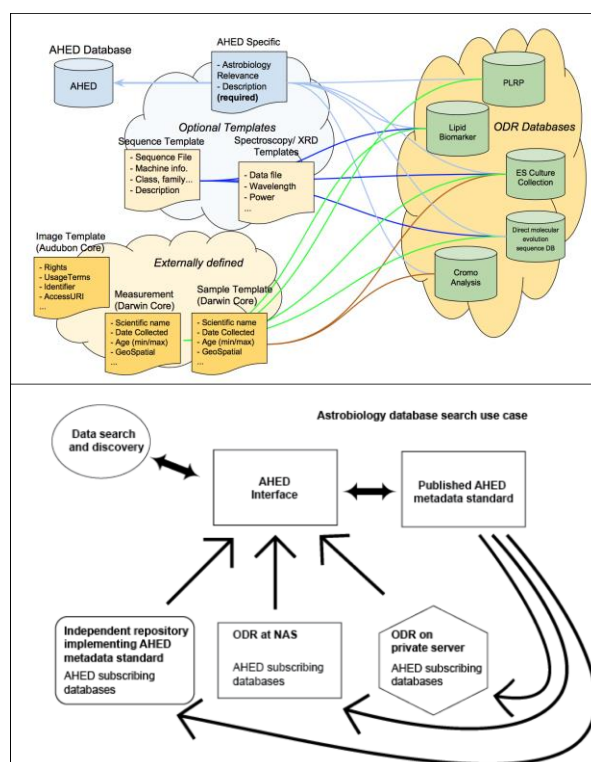 AHED Database
AHED
AHED Specific
- Astrobiology
Relevance
- Description
(required)
Optional Templates
Sequence Template
- Sequence File
- Machine info.
- Class, family...
- Description
Spectroscopy/ XRD
Templates
- Data file
- Wavelength
- Power
...
Image Template
(Audubon Core)
- Rights
- UsageTerms
- Identifier
- AccessURI
...
Externally defined
Measurement
(Darwin Core)
- Scientific name
- Date Collected
- Age (min/max)
- GeoSpatial
...
Sample Template
(Darwin Core)
- Scientific name
- Date Collected
- Age (min/max)
- GeoSpatial
...
PLRP
Lipid
Biomarker
ODR Databases
ES Culture
Collection
Direct molecular
evolution
sequence DB
Cromo
Analysis
Astrobiology database search use case
Data search
and discovery
AHED
Interface
Published AHED
metadata standard
Independent repository
implementing AHED
metadata standard
AHED subscribing
databases
ODR at NAS
AHED subscribing
databases
ODR on
private server
AHED subscribing
databases